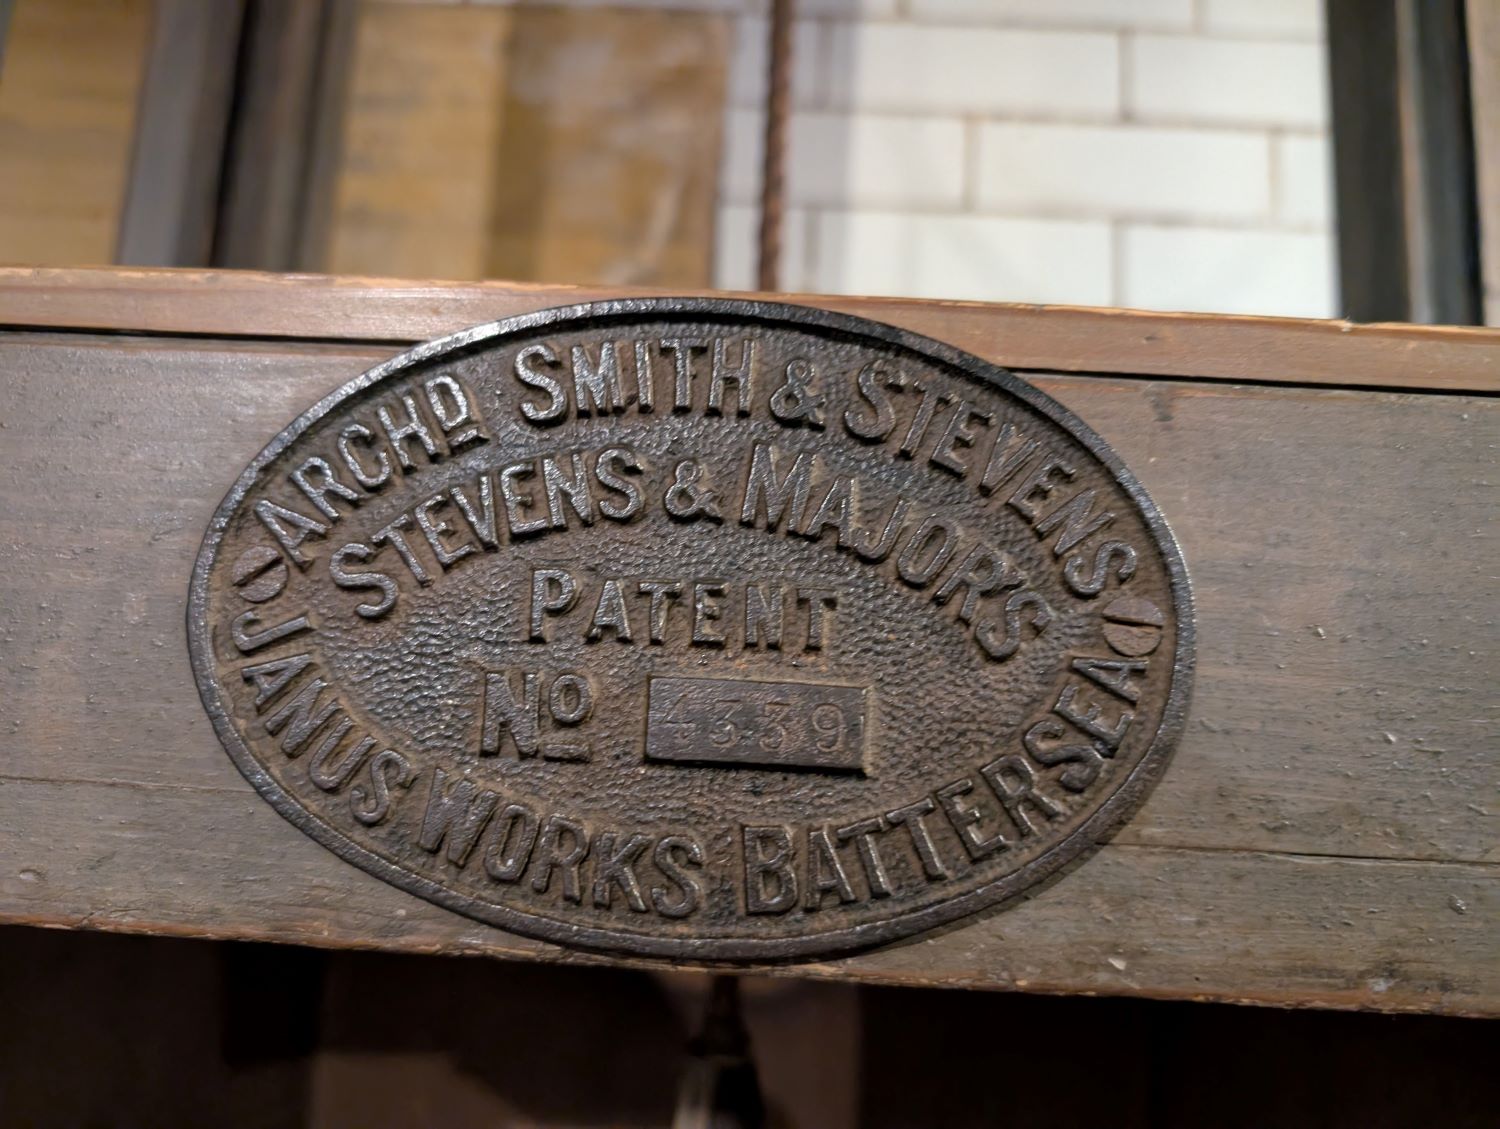 ARCHD SMITH & STEVENS
STEVENS & MAJOR'S
PATENT
NO 4339
JANUS WORKS BATTERSEA